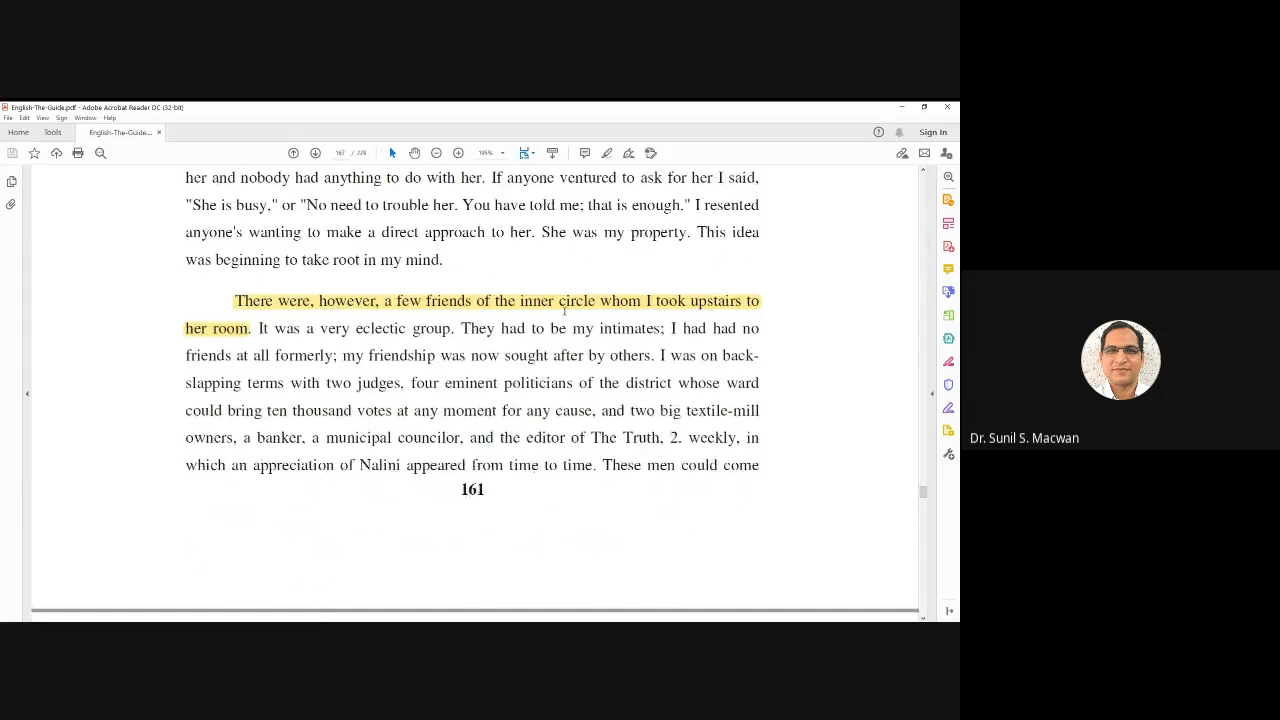 English-The-Guide.pdf - Adobe Acrobat Reader DC (32-bit)
File Edit View Sign Window Help
Home Tools English-The-Guide.... × Sign In
167 / 229 195%
her and nobody had anything to do with her. If anyone ventured to ask for her I said,
"She is busy," or "No need to trouble her. You have told me; that is enough." I resented
anyone's wanting to make a direct approach to her. She was my property. This idea
was beginning to take root in my mind.
There were, however, a few friends of the inner circle whom I took upstairs to
her room. It was a very eclectic group. They had to be my intimates; I had had no
friends at all formerly; my friendship was now sought after by others. I was on back-
slapping terms with two judges, four eminent politicians of the district whose ward
could bring ten thousand votes at any moment for any cause, and two big textile-mill
owners, a banker, a municipal councilor, and the editor of The Truth, 2. weekly, in
which an appreciation of Nalini appeared from time to time. These men could come
161
Dr. Sunil S. Macwan